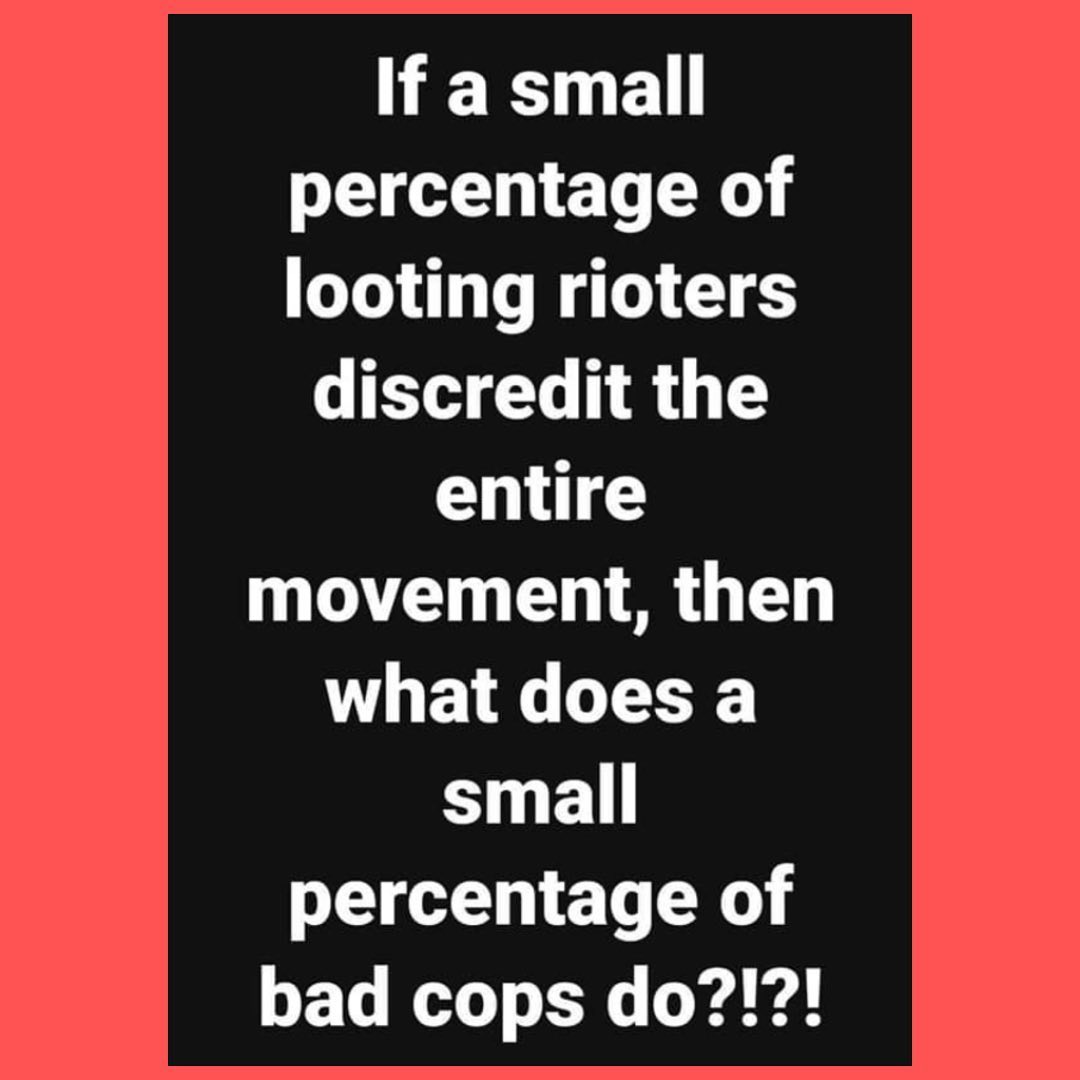 If a small
percentage of
looting rioters
discredit the
entire
movement, then
what does a
small
percentage of
bad cops do?!?!